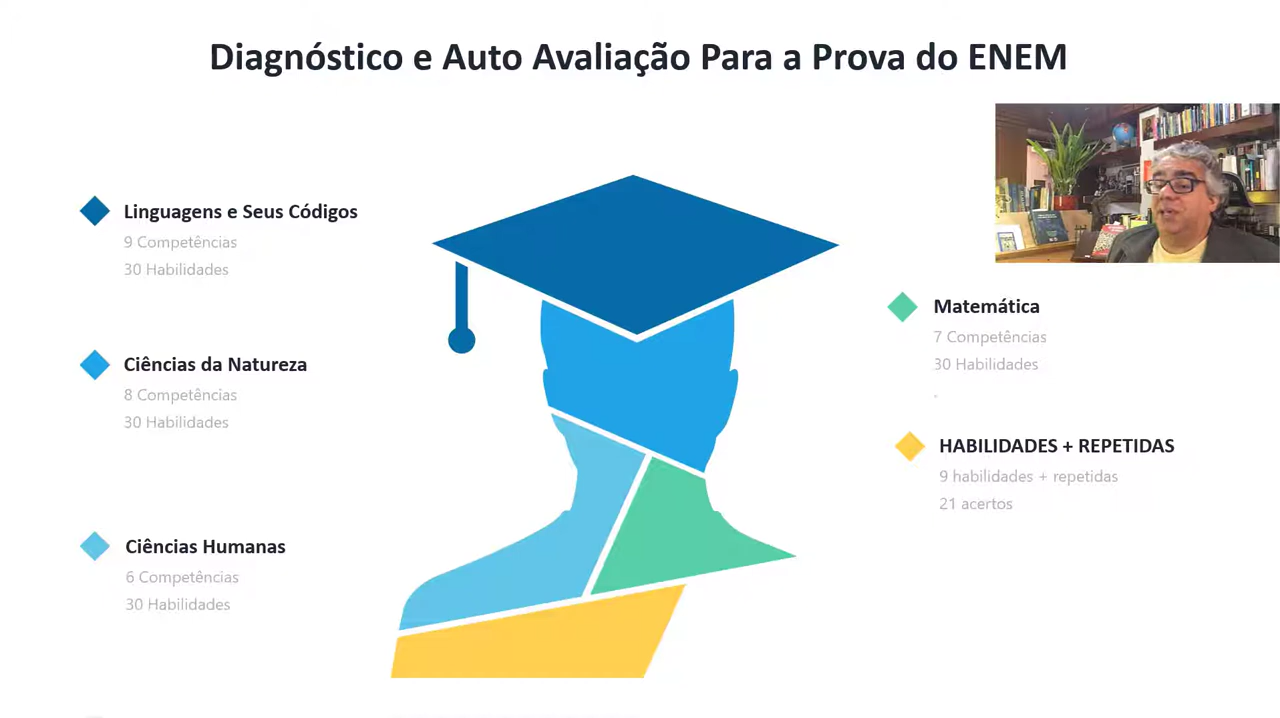 Diagnóstico e Auto Avaliação Para a Prova do ENEM
Linguagens e Seus Códigos
9 Competências
30 Habilidades
Ciências da Natureza
8 Competências
30 Habilidades
Ciências Humanas
6 Competências
30 Habilidades
Matemática
7 Competências
30 Habilidades
.
HABILIDADES + REPETIDAS
9 habilidades + repetidas
21 acertos